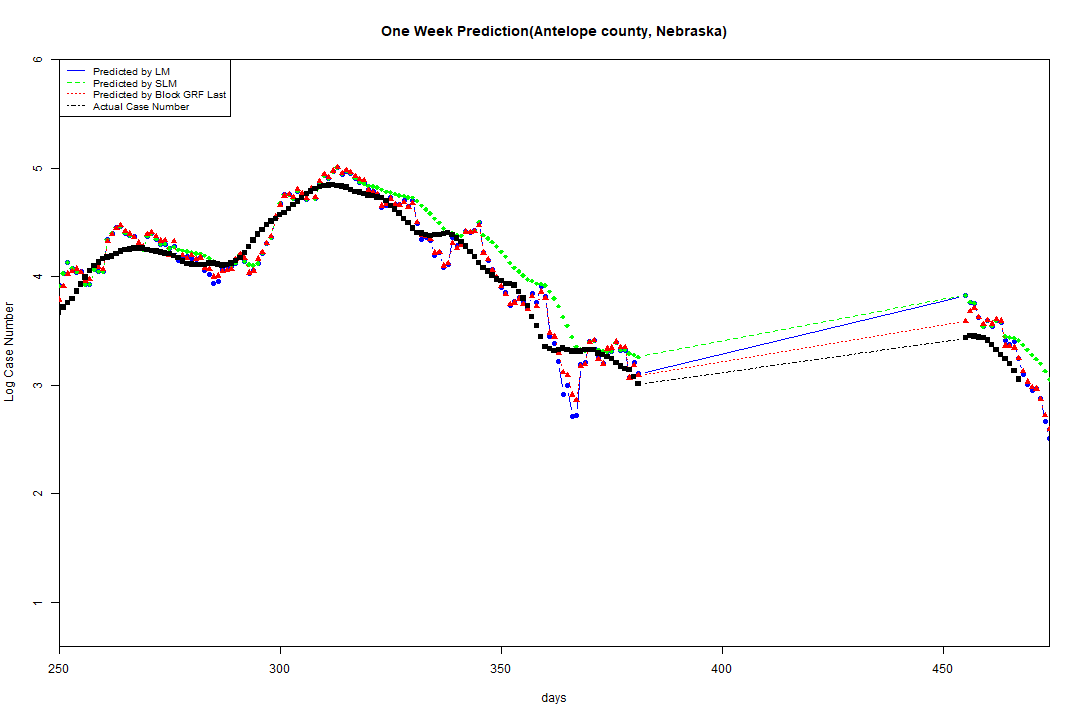 One Week Prediction(Antelope county, Nebraska)
Predicted by LM
Predicted by SLM
Predicted by Block GRF Last
Actual Case Number
6
5
4
3
2
1
Log Case Number
250 300 350 400 450
days